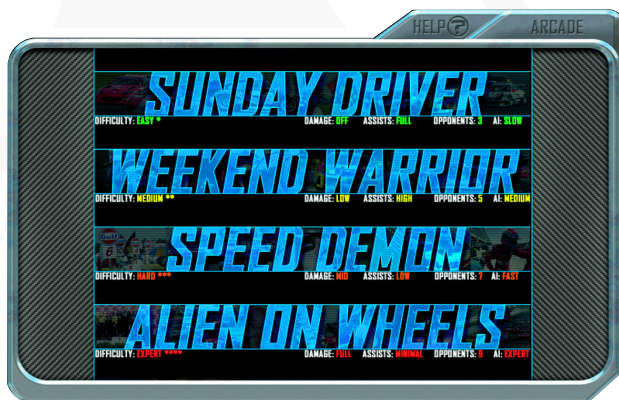 HELP? ARCADE
SUNDAY DRIVER
DIFFICULTY: EASY * DAMAGE: OFF ASSISTS: FULL OPPONENTS: 3 AI: SLOW
WEEKEND WARRIOR
DIFFICULTY: MEDIUM ** DAMAGE: LOW ASSISTS: HIGH OPPONENTS: 5 AI: MEDIUM
SPEED DEMON
DIFFICULTY: HARD *** DAMAGE: MID ASSISTS: LOW OPPONENTS: 7 AI: FAST
ALIEN ON WHEELS
DIFFICULTY: EXPERT **** DAMAGE: FULL ASSISTS: MINIMAL OPPONENTS: 9 AI: EXPERT